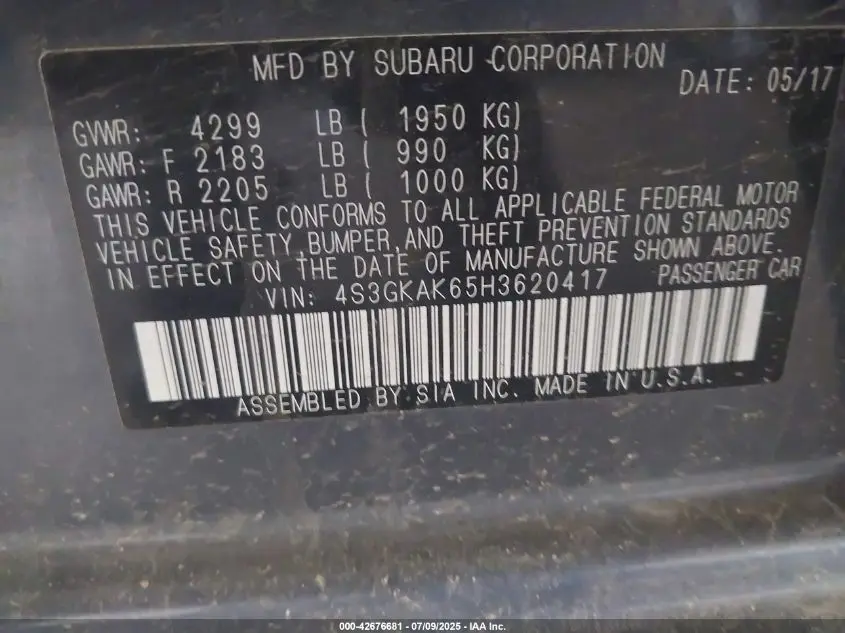 MFD BY SUBARU CORPORATION
DATE: 05/17
GVWR: 4299 LB ( 1950 KG)
GAWR: F 2183 LB ( 990 KG)
GAWR: R 2205 LB ( 1000 KG)
THIS VEHICLE CONFORMS TO ALL APPLICABLE FEDERAL MOTOR
VEHICLE SAFETY, BUMPER, AND THEFT PREVENTION STANDARDS
IN EFFECT ON THE DATE OF MANUFACTURE SHOWN ABOVE.
VIN: 4S3GKAK65H3620417 PASSENGER CAR
ASSEMBLED BY SIA INC. MADE IN U.S.A.
000-42676681 - 07/09/2025 - IAA Inc.